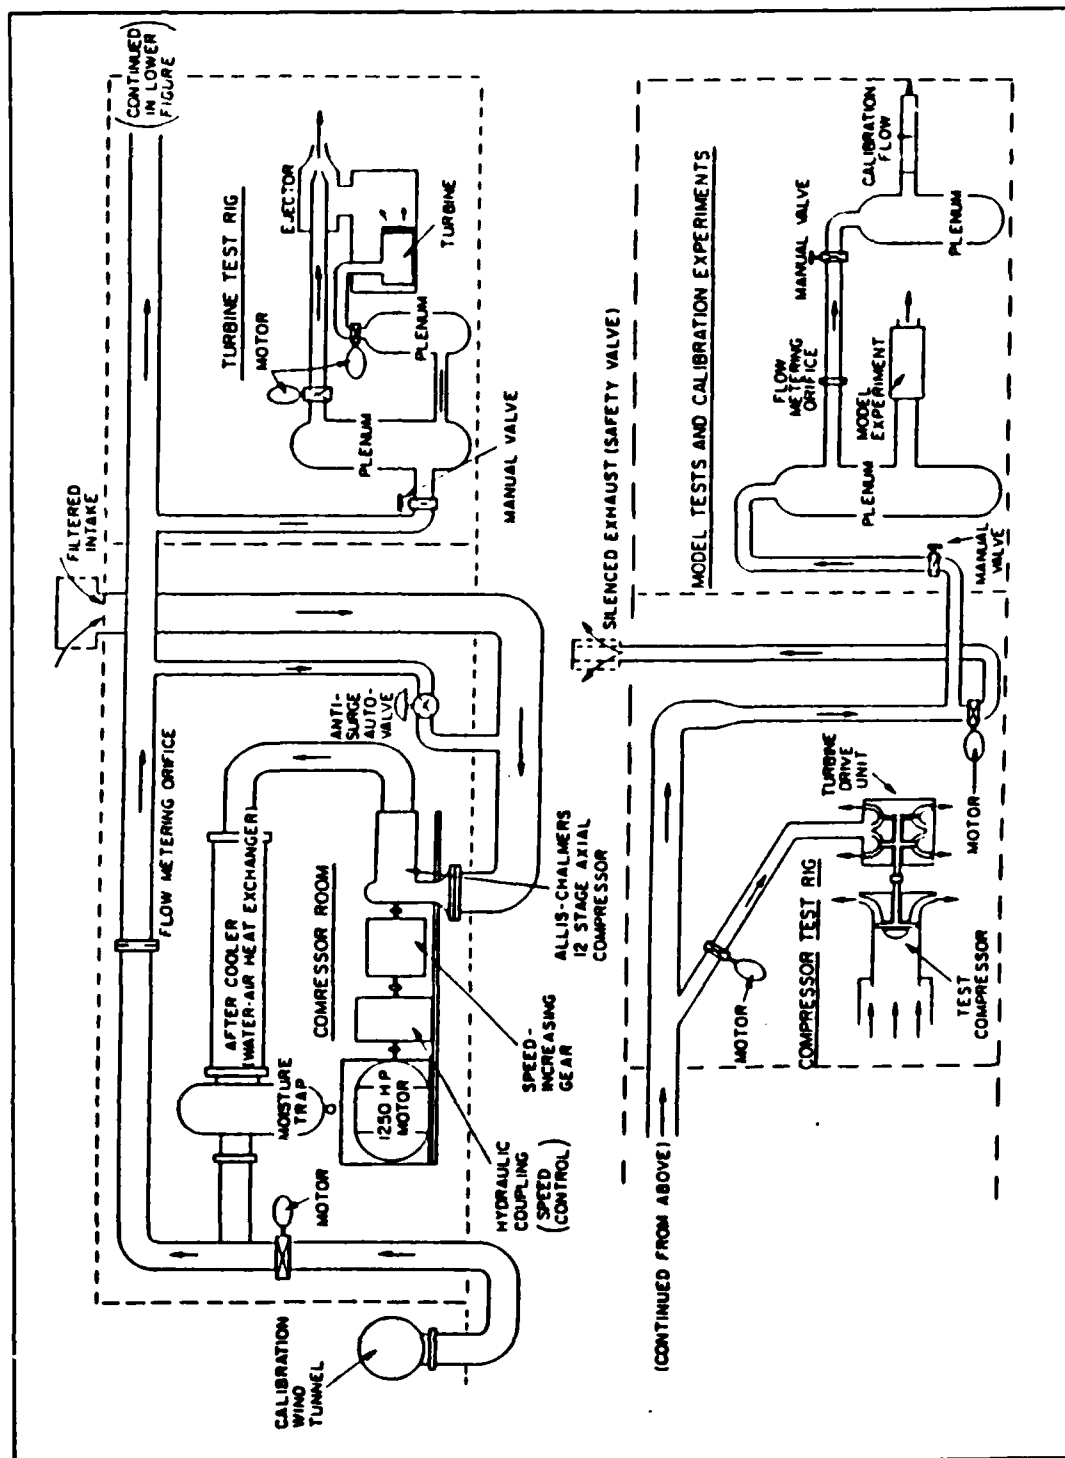 (CONTINUED
IN LOWER
FIGURE)
FILTERED
INTAKE
TURBINE TEST RIG
EJECTOR
MOTOR
TURBINE
PLENUM
PLENUM
MANUAL VALVE
FLOW METERING ORIFICE
ANTI-
SURGE
AUTO-
VALVE
AFTER COOLER
(WATER-AIR HEAT EXCHANGER)
MOISTURE
TRAP
COMRESSOR ROOM
1250 HP
MOTOR
MOTOR
ALLIS-CHALMERS
12 STAGE AXIAL
COMPRESSOR
SPEED-
INCREASING
GEAR
HYDRAULIC
COUPLING
(SPEED
CONTROL)
CALIBRATION
WIND
TUNNEL
SILENCED EXHAUST (SAFETY VALVE)
MODEL TESTS AND CALIBRATION EXPERIMENTS
MANUAL VALVE
CALIBRATION
FLOW
PLENUM
FLOW
METERING
ORIFICE
MODEL
EXPERIMENT
PLENUM
MANUAL
VALVE
TURBINE
DRIVE
UNIT
MOTOR
MOTOR
COMPRESSOR TEST RIG
TEST
COMPRESSOR
(CONTINUED FROM ABOVE)